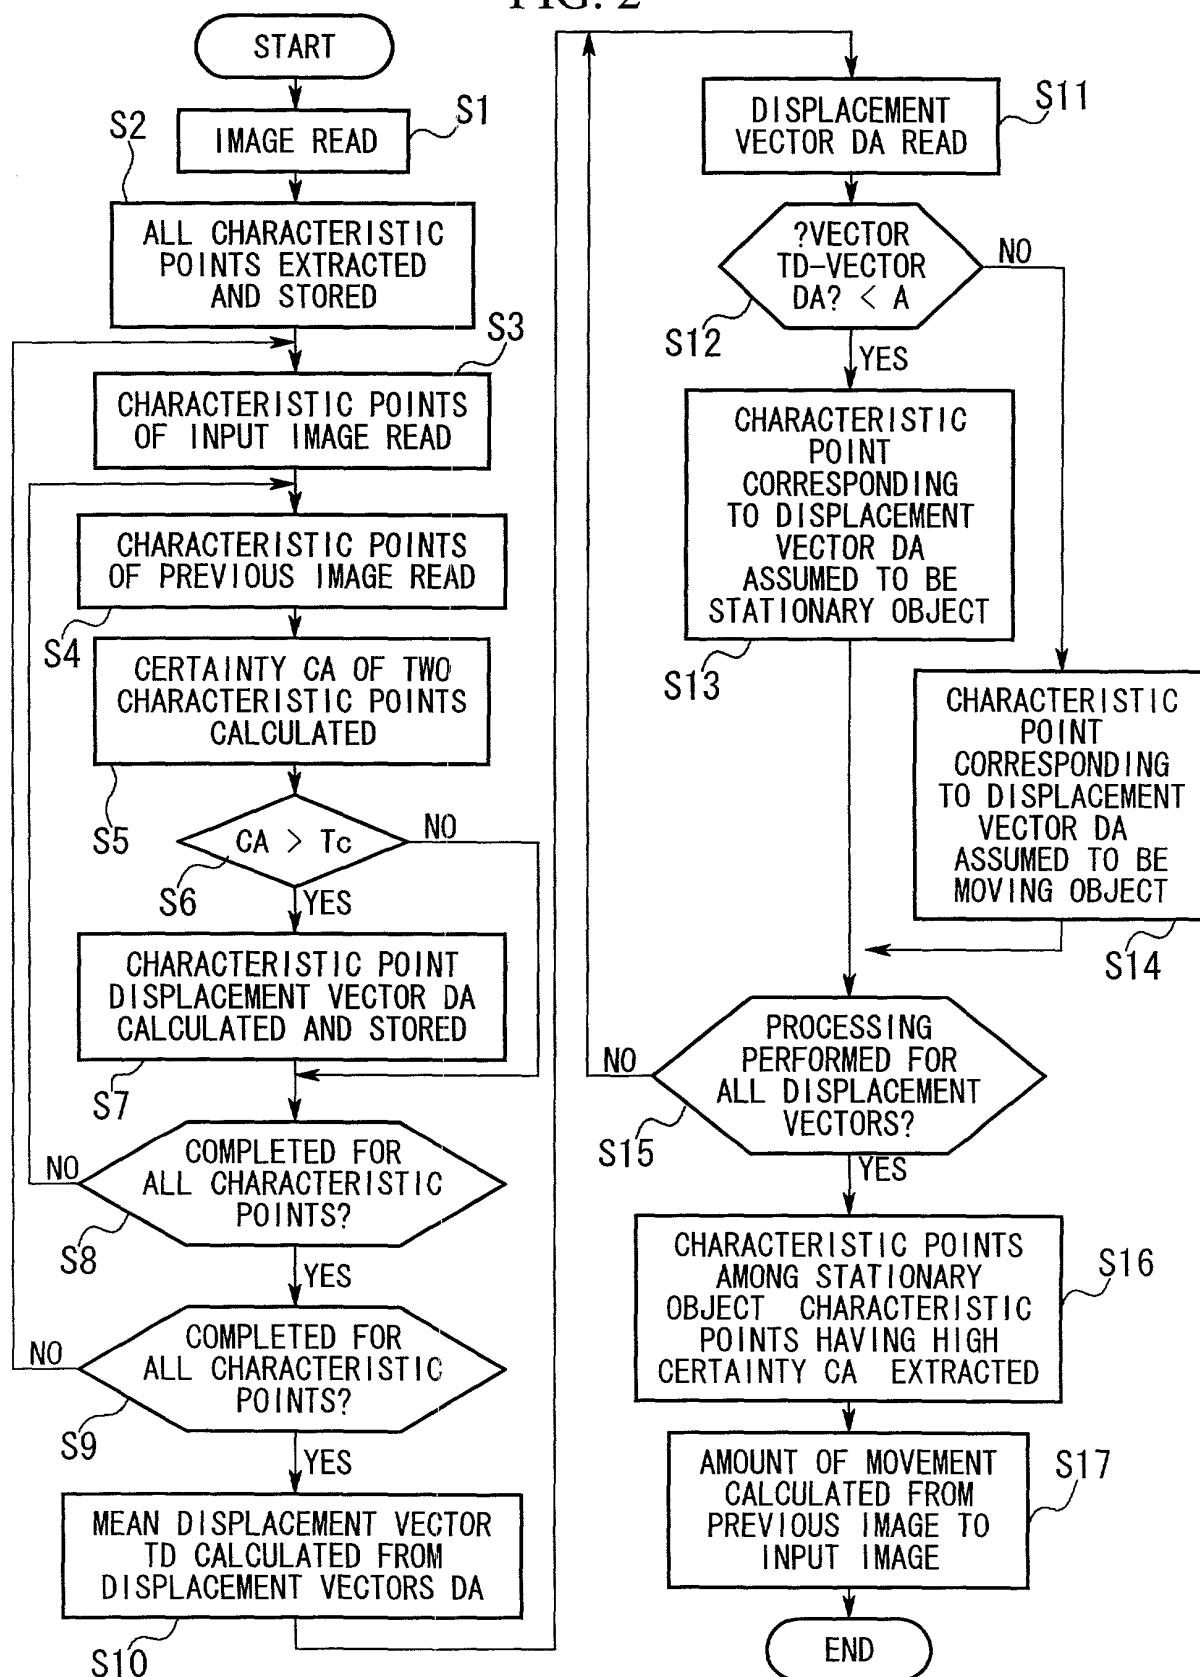 FIG. 2
START
S1
IMAGE READ
S2
ALL CHARACTERISTIC
POINTS EXTRACTED
AND STORED
S3
CHARACTERISTIC POINTS
OF INPUT IMAGE READ
CHARACTERISTIC POINTS
OF PREVIOUS IMAGE READ
S4
CERTAINTY CA OF TWO
CHARACTERISTIC POINTS
CALCULATED
S5
CA > Tc
NO
S6
YES
CHARACTERISTIC POINT
DISPLACEMENT VECTOR DA
CALCULATED AND STORED
S7
COMPLETED FOR
ALL CHARACTERISTIC
POINTS?
NO
S8
YES
COMPLETED FOR
ALL CHARACTERISTIC
POINTS?
NO
S9
YES
MEAN DISPLACEMENT VECTOR
TD CALCULATED FROM
DISPLACEMENT VECTORS DA
S10
DISPLACEMENT
VECTOR DA READ
S11
?VECTOR
TD-VECTOR
DA? < A
NO
S12
YES
CHARACTERISTIC
POINT
CORRESPONDING
TO DISPLACEMENT
VECTOR DA
ASSUMED TO BE
STATIONARY OBJECT
S13
CHARACTERISTIC
POINT
CORRESPONDING
TO DISPLACEMENT
VECTOR DA
ASSUMED TO BE
MOVING OBJECT
S14
PROCESSING
PERFORMED FOR
ALL DISPLACEMENT
VECTORS?
NO
S15
YES
CHARACTERISTIC POINTS
AMONG STATIONARY
OBJECT CHARACTERISTIC
POINTS HAVING HIGH
CERTAINTY CA EXTRACTED
S16
AMOUNT OF MOVEMENT
CALCULATED FROM
PREVIOUS IMAGE TO
INPUT IMAGE
S17
END